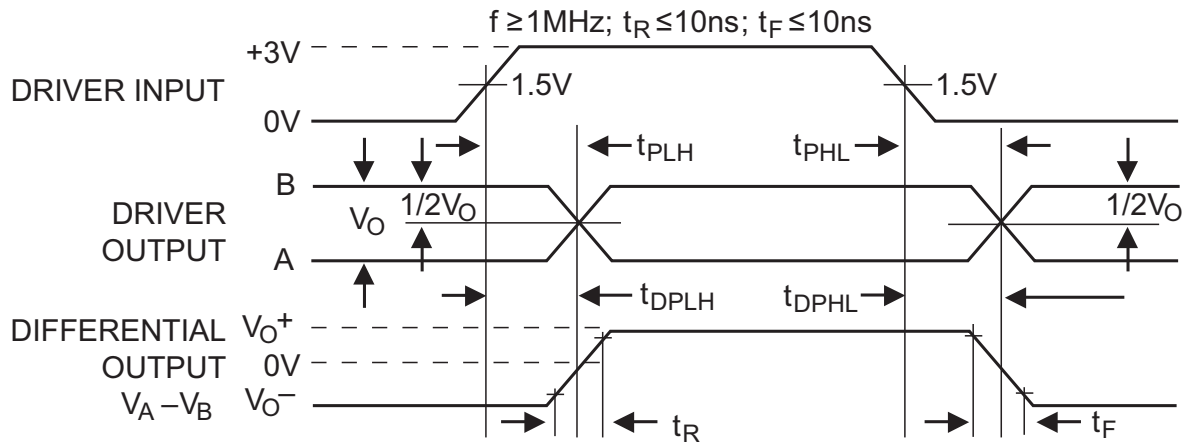 f ≥1MHz; tR ≤10ns; tF ≤10ns
+3V
DRIVER INPUT
1.5V
1.5V
0V
tPLH
tPHL
B
DRIVER
OUTPUT
VO
1/2VO
1/2VO
A
tDPLH
tDPHL
DIFFERENTIAL
OUTPUT
VA –VB
VO+
0V
VO–
tR
tF